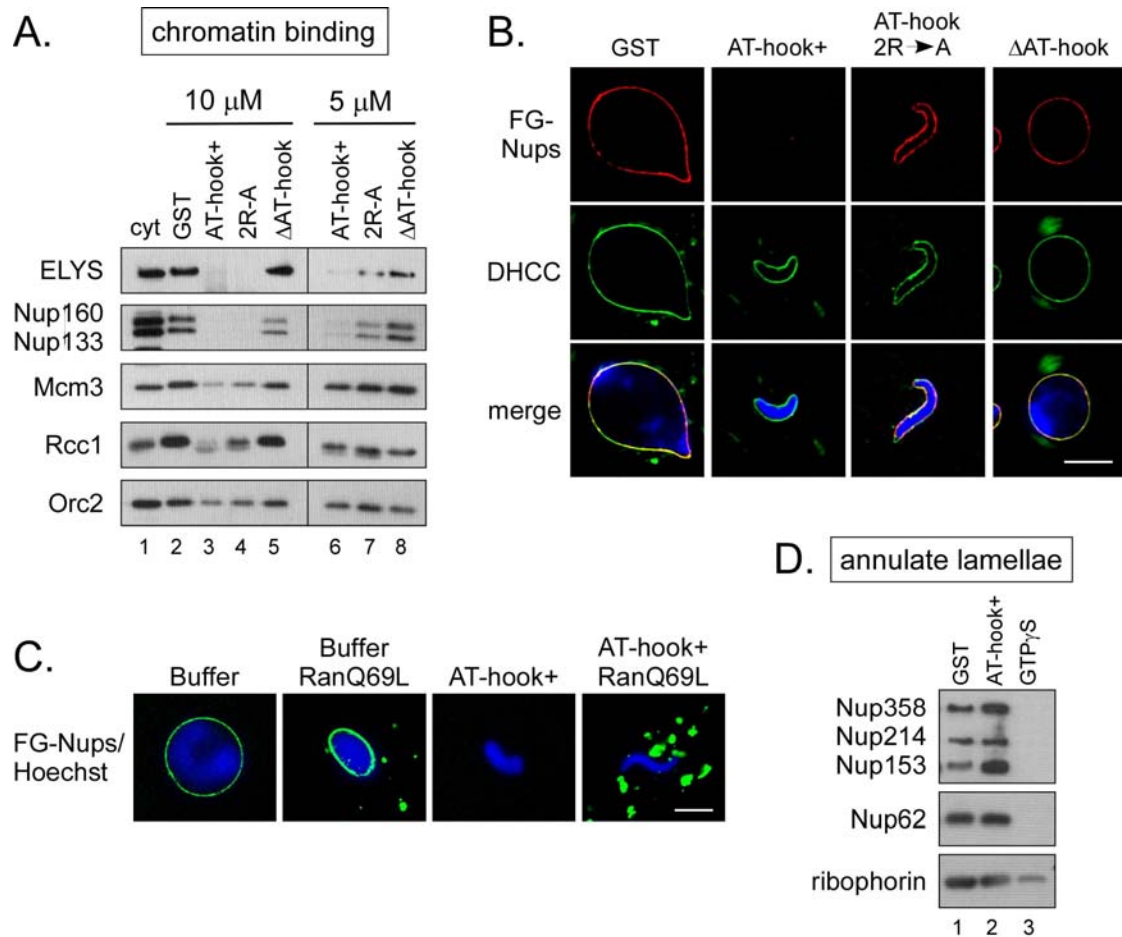 A.
chromatin binding
10 μM
5 μM
cyt
GST
AT-hook+
2R-A
ΔAT-hook
AT-hook+
2R-A
ΔAT-hook
ELYS
Nup160
Nup133
Mcm3
Rcc1
Orc2
1 2 3 4 5 6 7 8
B.
GST
AT-hook+
AT-hook
2R➤A
ΔAT-hook
FG-
Nups
DHCC
merge
C.
Buffer
Buffer
RanQ69L
AT-hook+
AT-hook+
RanQ69L
FG-Nups/
Hoechst
D.
annulate lamellae
GST
AT-hook+
GTPγS
Nup358
Nup214
Nup153
Nup62
ribophorin
1 2 3